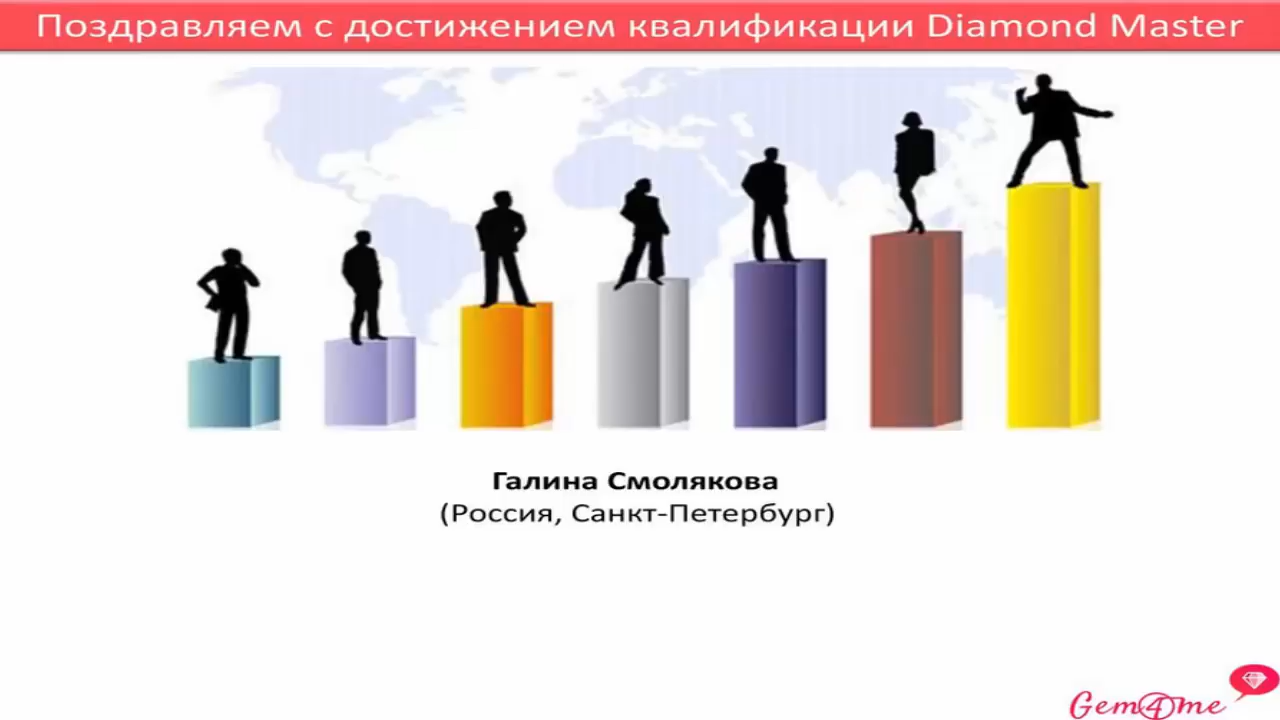 Поздравляем с достижением квалификации Diamond Master
Галина Смолякова
(Россия, Санкт-Петербург)
Gem4me